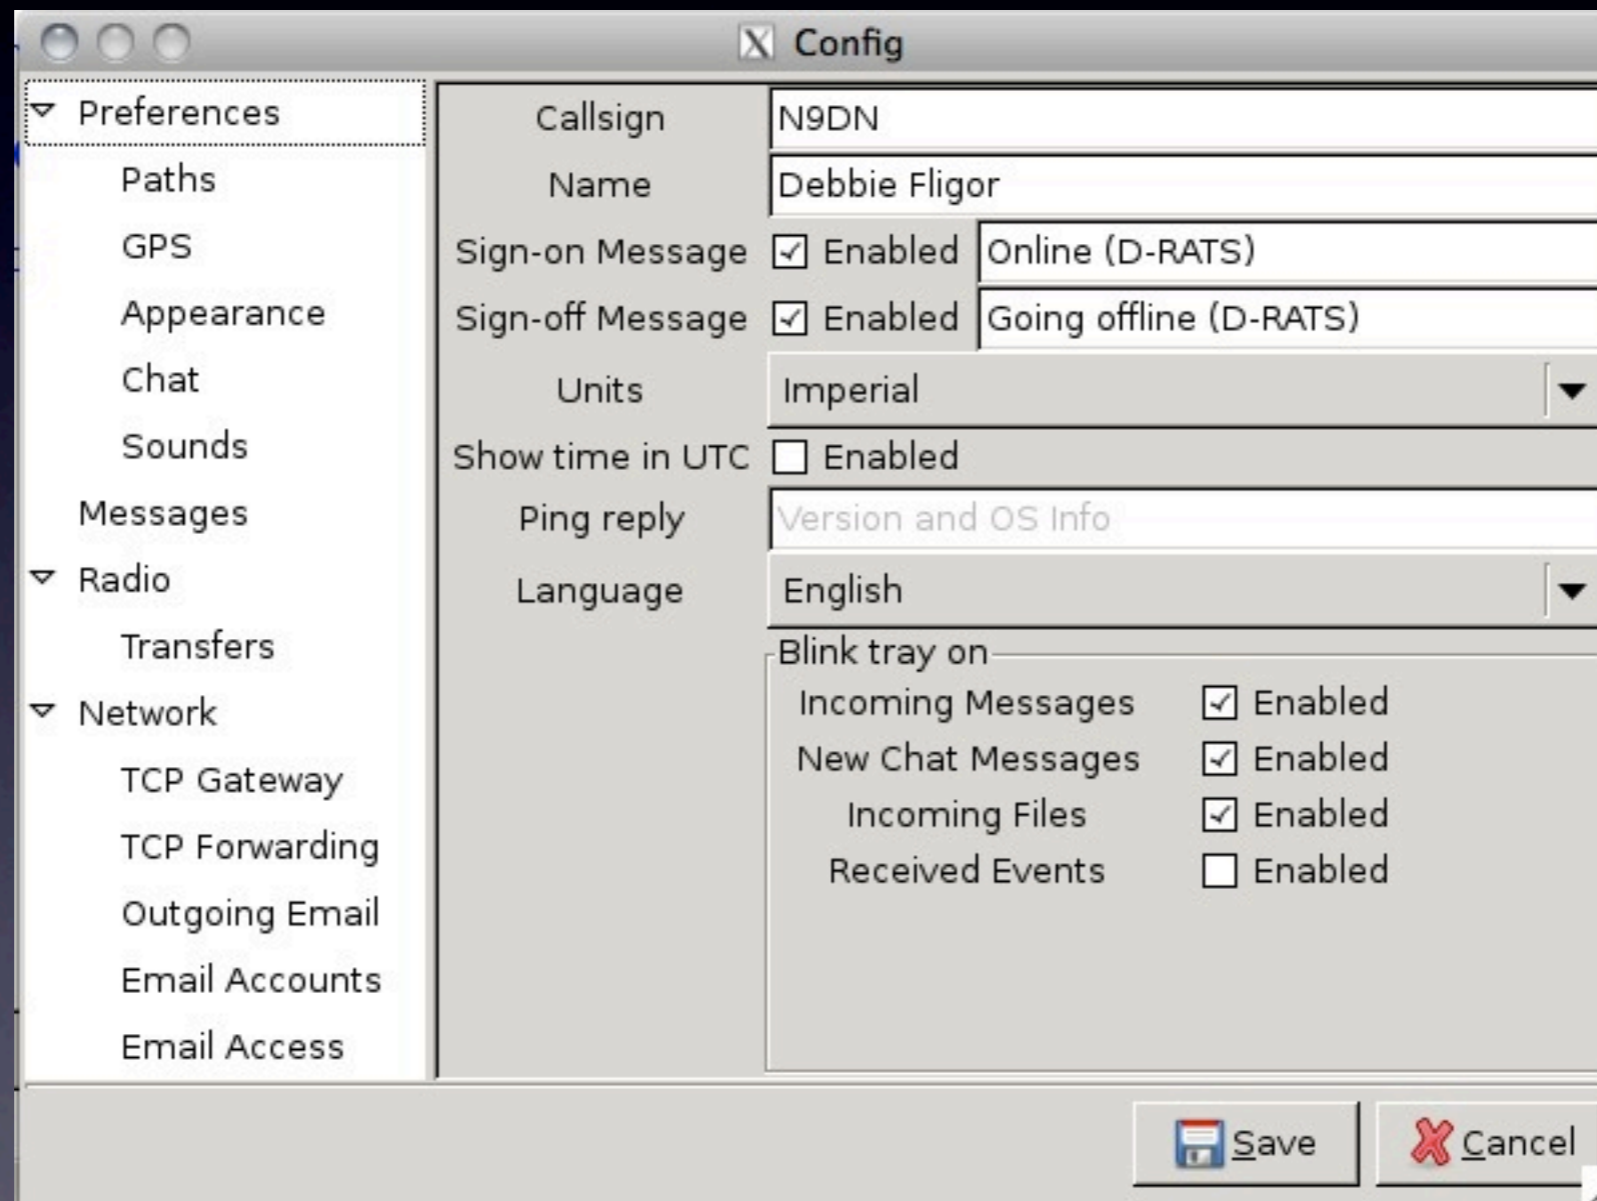 Config
Preferences
Paths
GPS
Appearance
Chat
Sounds
Messages
Radio
Transfers
Network
TCP Gateway
TCP Forwarding
Outgoing Email
Email Accounts
Email Access
Callsign N9DN
Name Debbie Fligor
Sign-on Message Enabled Online (D-RATS)
Sign-off Message Enabled Going offline (D-RATS)
Units Imperial
Show time in UTC Enabled
Ping reply Version and OS Info
Language English
Blink tray on
Incoming Messages Enabled
New Chat Messages Enabled
Incoming Files Enabled
Received Events Enabled
Save Cancel